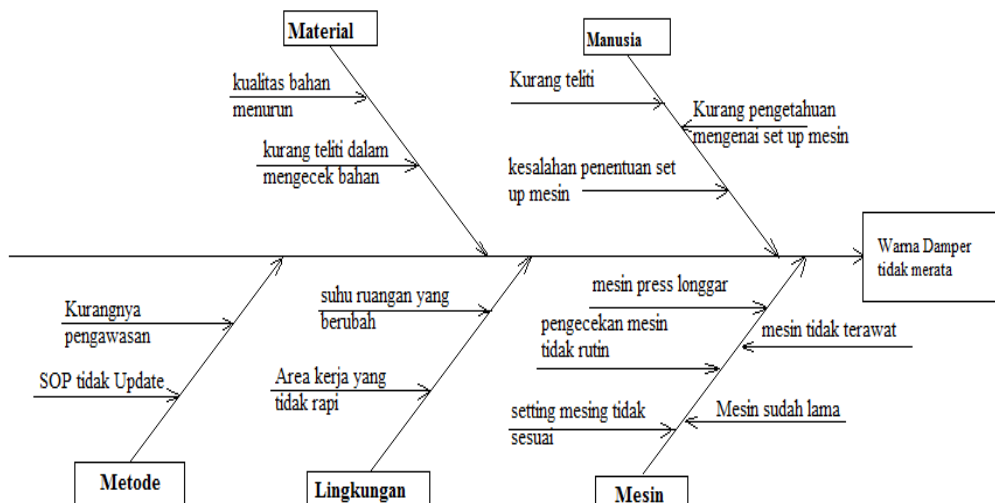 Material
Manusia
kualitas bahan
menurun
kurang teliti dalam
mengecek bahan
Kurang teliti
Kurang pengetahuan
mengenai set up mesin
kesalahan penentuan set
up mesin
Warna Damper
tidak merata
Kurangnya
pengawasan
SOP tidak Update
suhu ruangan yang
berubah
Area kerja yang
tidak rapi
mesin press longgar
pengecekan mesin
tidak rutin
mesin tidak terawat
setting mesing tidak
sesuai
Mesin sudah lama
Metode
Lingkungan
Mesin